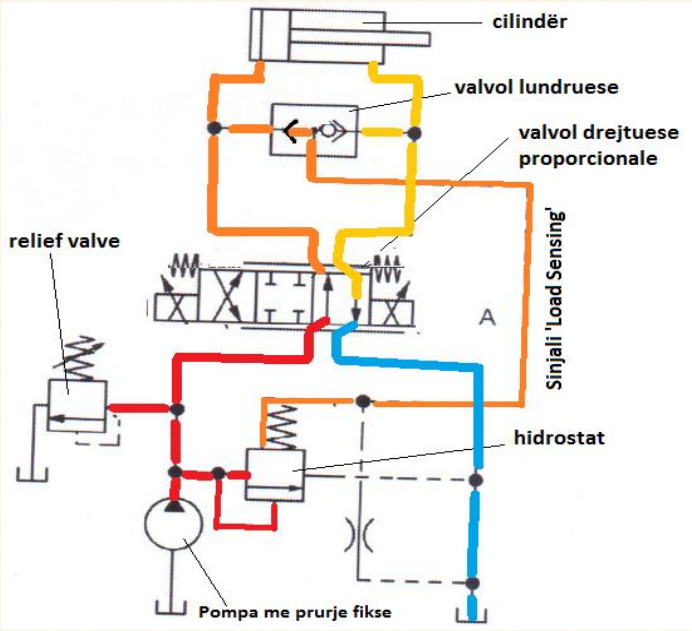 cilindër
valvol lundruese
valvol drejtuese
proporcionale
relief valve
A
Sinjali 'Load Sensing'
hidrostat
Pompa me prurje fikse